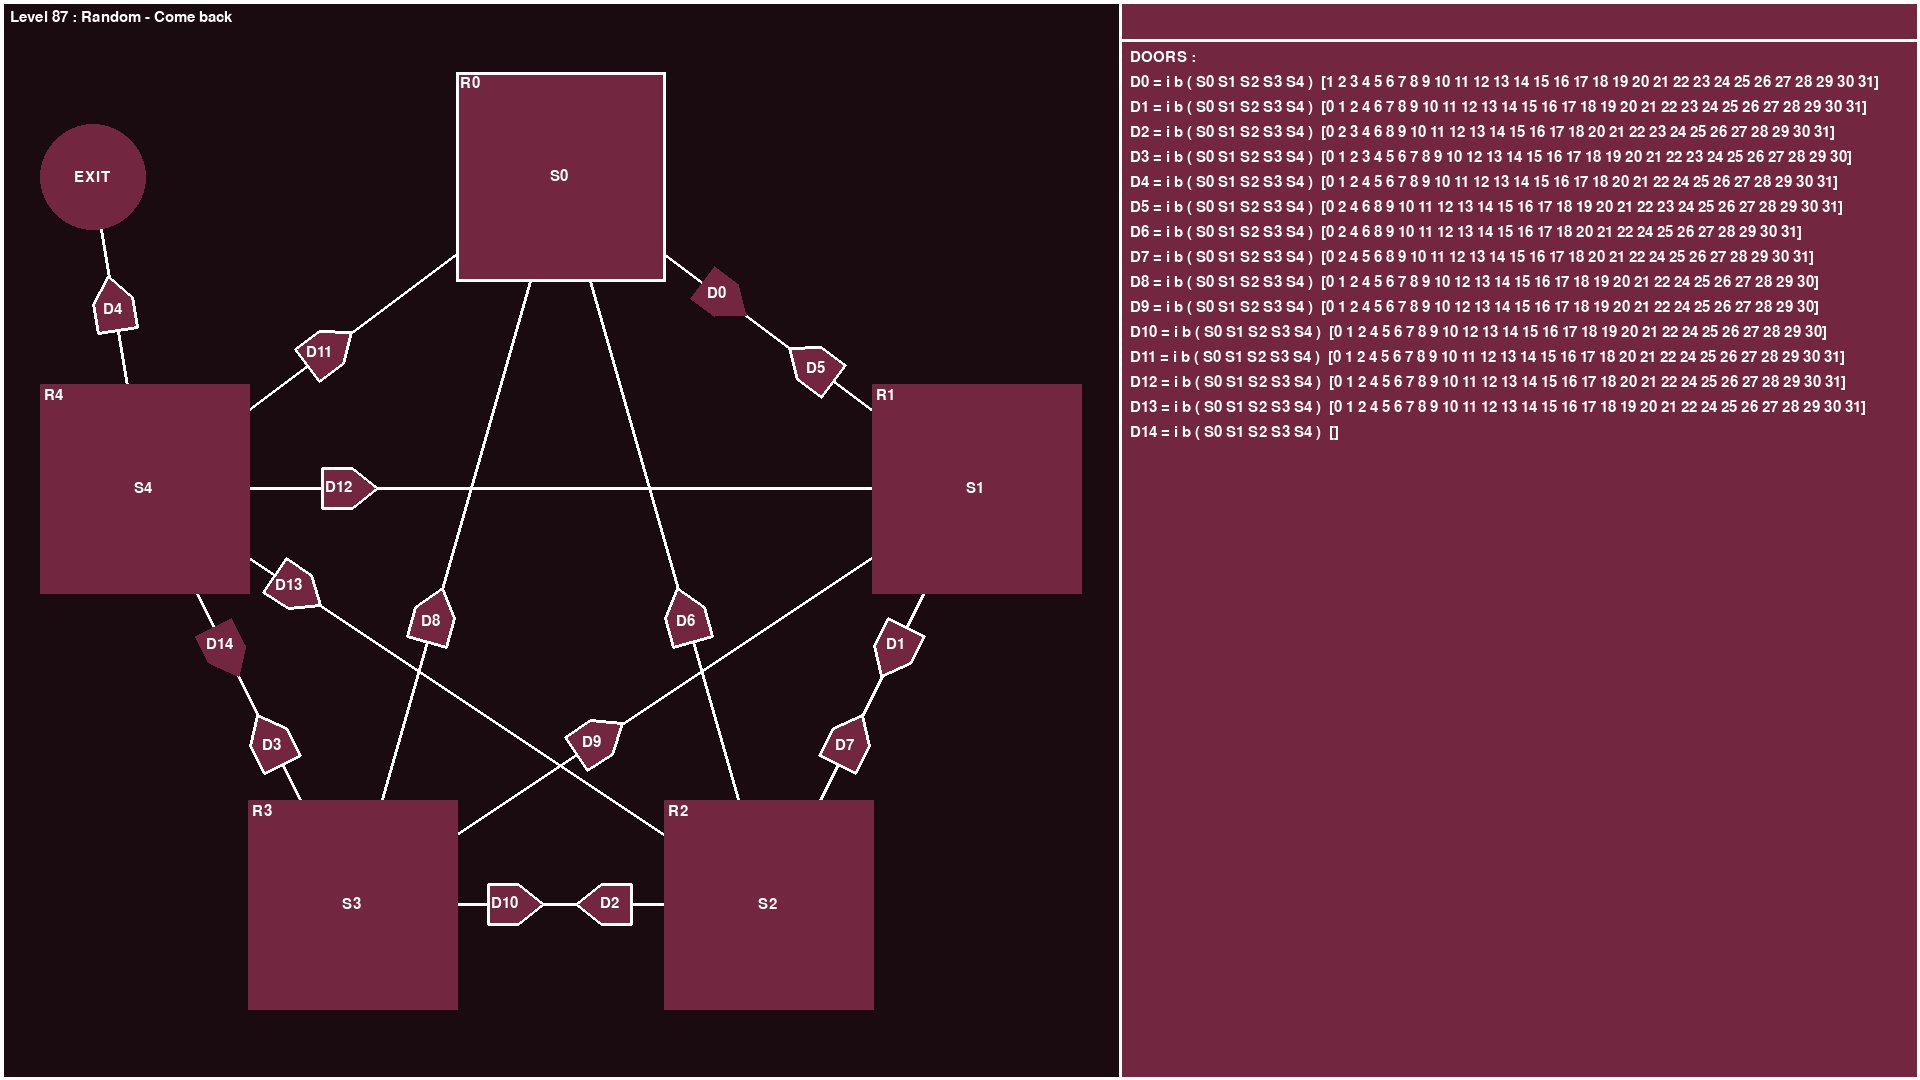 Level 87 : Random - Come back
R0
S0
EXIT
D4
D11
D0
D5
R4
S4
R1
S1
D12
D13
D14
D8
D6
D1
D3
D9
D7
R3
S3
R2
S2
D10
D2
DOORS :
D0 = i b ( S0 S1 S2 S3 S4 ) [1 2 3 4 5 6 7 8 9 10 11 12 13 14 15 16 17 18 19 20 21 22 23 24 25 26 27 28 29 30 31]
D1 = i b ( S0 S1 S2 S3 S4 ) [0 1 2 4 6 7 8 9 10 11 12 13 14 15 16 17 18 19 20 21 22 23 24 25 26 27 28 29 30 31]
D2 = i b ( S0 S1 S2 S3 S4 ) [0 2 3 4 6 8 9 10 11 12 13 14 15 16 17 18 20 21 22 23 24 25 26 27 28 29 30 31]
D3 = i b ( S0 S1 S2 S3 S4 ) [0 1 2 3 4 5 6 7 8 9 10 12 13 14 15 16 17 18 19 20 21 22 23 24 25 26 27 28 29 30]
D4 = i b ( S0 S1 S2 S3 S4 ) [0 1 2 4 5 6 7 8 9 10 11 12 13 14 15 16 17 18 20 21 22 24 25 26 27 28 29 30 31]
D5 = i b ( S0 S1 S2 S3 S4 ) [0 2 4 6 8 9 10 11 12 13 14 15 16 17 18 19 20 21 22 23 24 25 26 27 28 29 30 31]
D6 = i b ( S0 S1 S2 S3 S4 ) [0 2 4 6 8 9 10 11 12 13 14 15 16 17 18 20 21 22 24 25 26 27 28 29 30 31]
D7 = i b ( S0 S1 S2 S3 S4 ) [0 2 4 5 6 8 9 10 11 12 13 14 15 16 17 18 20 21 22 24 25 26 27 28 29 30 31]
D8 = i b ( S0 S1 S2 S3 S4 ) [0 1 2 4 5 6 7 8 9 10 12 13 14 15 16 17 18 19 20 21 22 24 25 26 27 28 29 30]
D9 = i b ( S0 S1 S2 S3 S4 ) [0 1 2 4 5 6 7 8 9 10 12 13 14 15 16 17 18 19 20 21 22 24 25 26 27 28 29 30]
D10 = i b ( S0 S1 S2 S3 S4 ) [0 1 2 4 5 6 7 8 9 10 12 13 14 15 16 17 18 19 20 21 22 24 25 26 27 28 29 30]
D11 = i b ( S0 S1 S2 S3 S4 ) [0 1 2 4 5 6 7 8 9 10 11 12 13 14 15 16 17 18 20 21 22 24 25 26 27 28 29 30 31]
D12 = i b ( S0 S1 S2 S3 S4 ) [0 1 2 4 5 6 7 8 9 10 11 12 13 14 15 16 17 18 20 21 22 24 25 26 27 28 29 30 31]
D13 = i b ( S0 S1 S2 S3 S4 ) [0 1 2 4 5 6 7 8 9 10 11 12 13 14 15 16 17 18 19 20 21 22 24 25 26 27 28 29 30 31]
D14 = i b ( S0 S1 S2 S3 S4 ) []